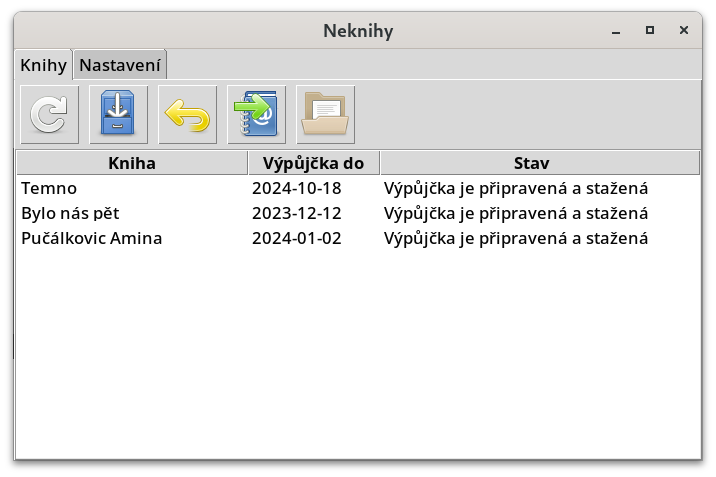 Neknihy
Knihy Nastavení
Kniha Výpůjčka do Stav
Temno 2024-10-18 Výpůjčka je připravená a stažená
Bylo nás pět 2023-12-12 Výpůjčka je připravená a stažená
Pučálkovic Amina 2024-01-02 Výpůjčka je připravená a stažená